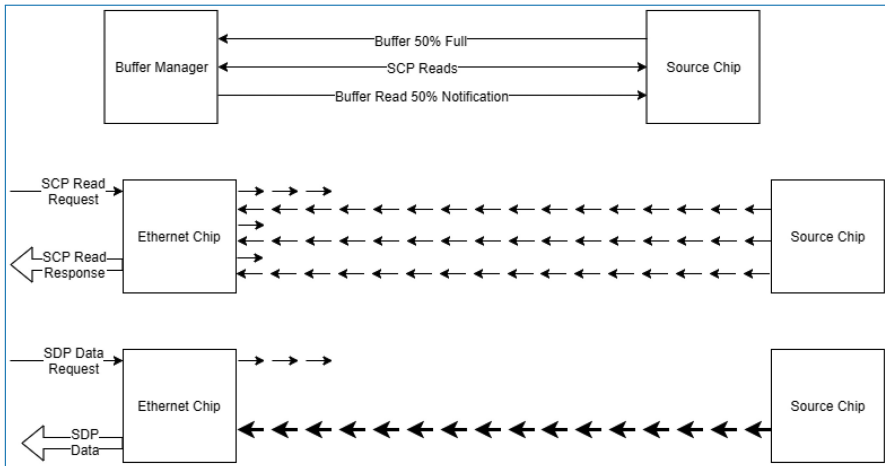 Buffer 50% Full
Buffer Manager
SCP Reads
Source Chip
Buffer Read 50% Notification
SCP Read
Request
Ethernet Chip
Source Chip
SCP Read
Response
SDP Data
Request
Ethernet Chip
Source Chip
SDP
Data